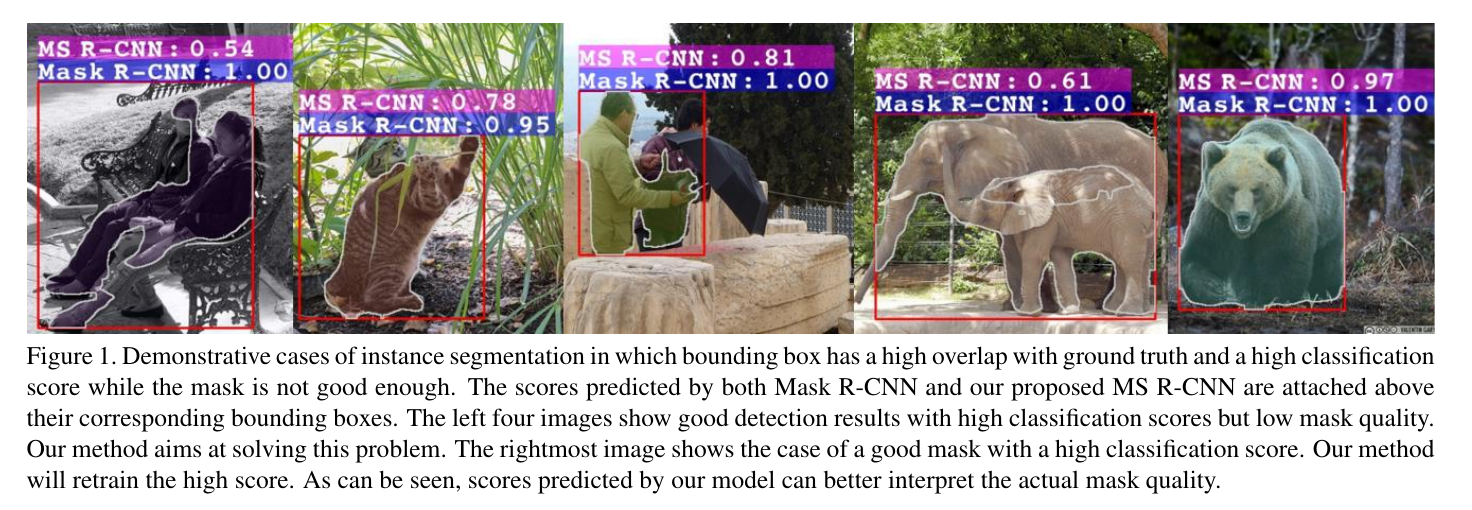 MS R-CNN: 0.54
Mask R-CNN: 1.00
MS R-CNN: 0.78
Mask R-CNN: 0.95
MS R-CNN: 0.81
Mask R-CNN: 1.00
MS R-CNN: 0.61
Mask R-CNN: 1.00
MS R-CNN: 0.97
Mask R-CNN: 1.00
Figure 1. Demonstrative cases of instance segmentation in which bounding box has a high overlap with ground truth and a high classification
score while the mask is not good enough. The scores predicted by both Mask R-CNN and our proposed MS R-CNN are attached above
their corresponding bounding boxes. The left four images show good detection results with high classification scores but low mask quality.
Our method aims at solving this problem. The rightmost image shows the case of a good mask with a high classification score. Our method
will retrain the high score. As can be seen, scores predicted by our model can better interpret the actual mask quality.